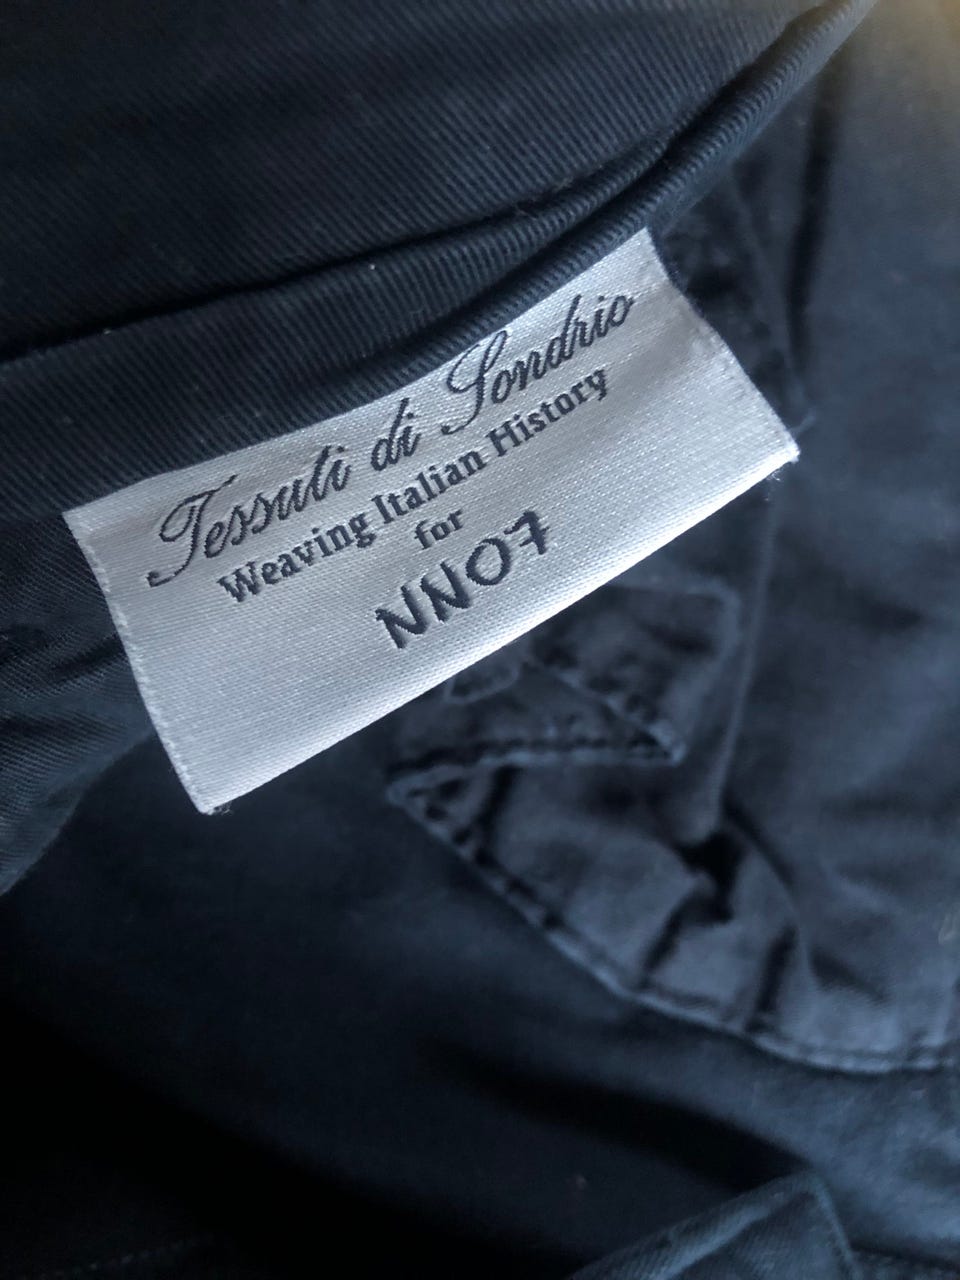 Tessuti di Sondrio
Weaving Italian History
for
NN07